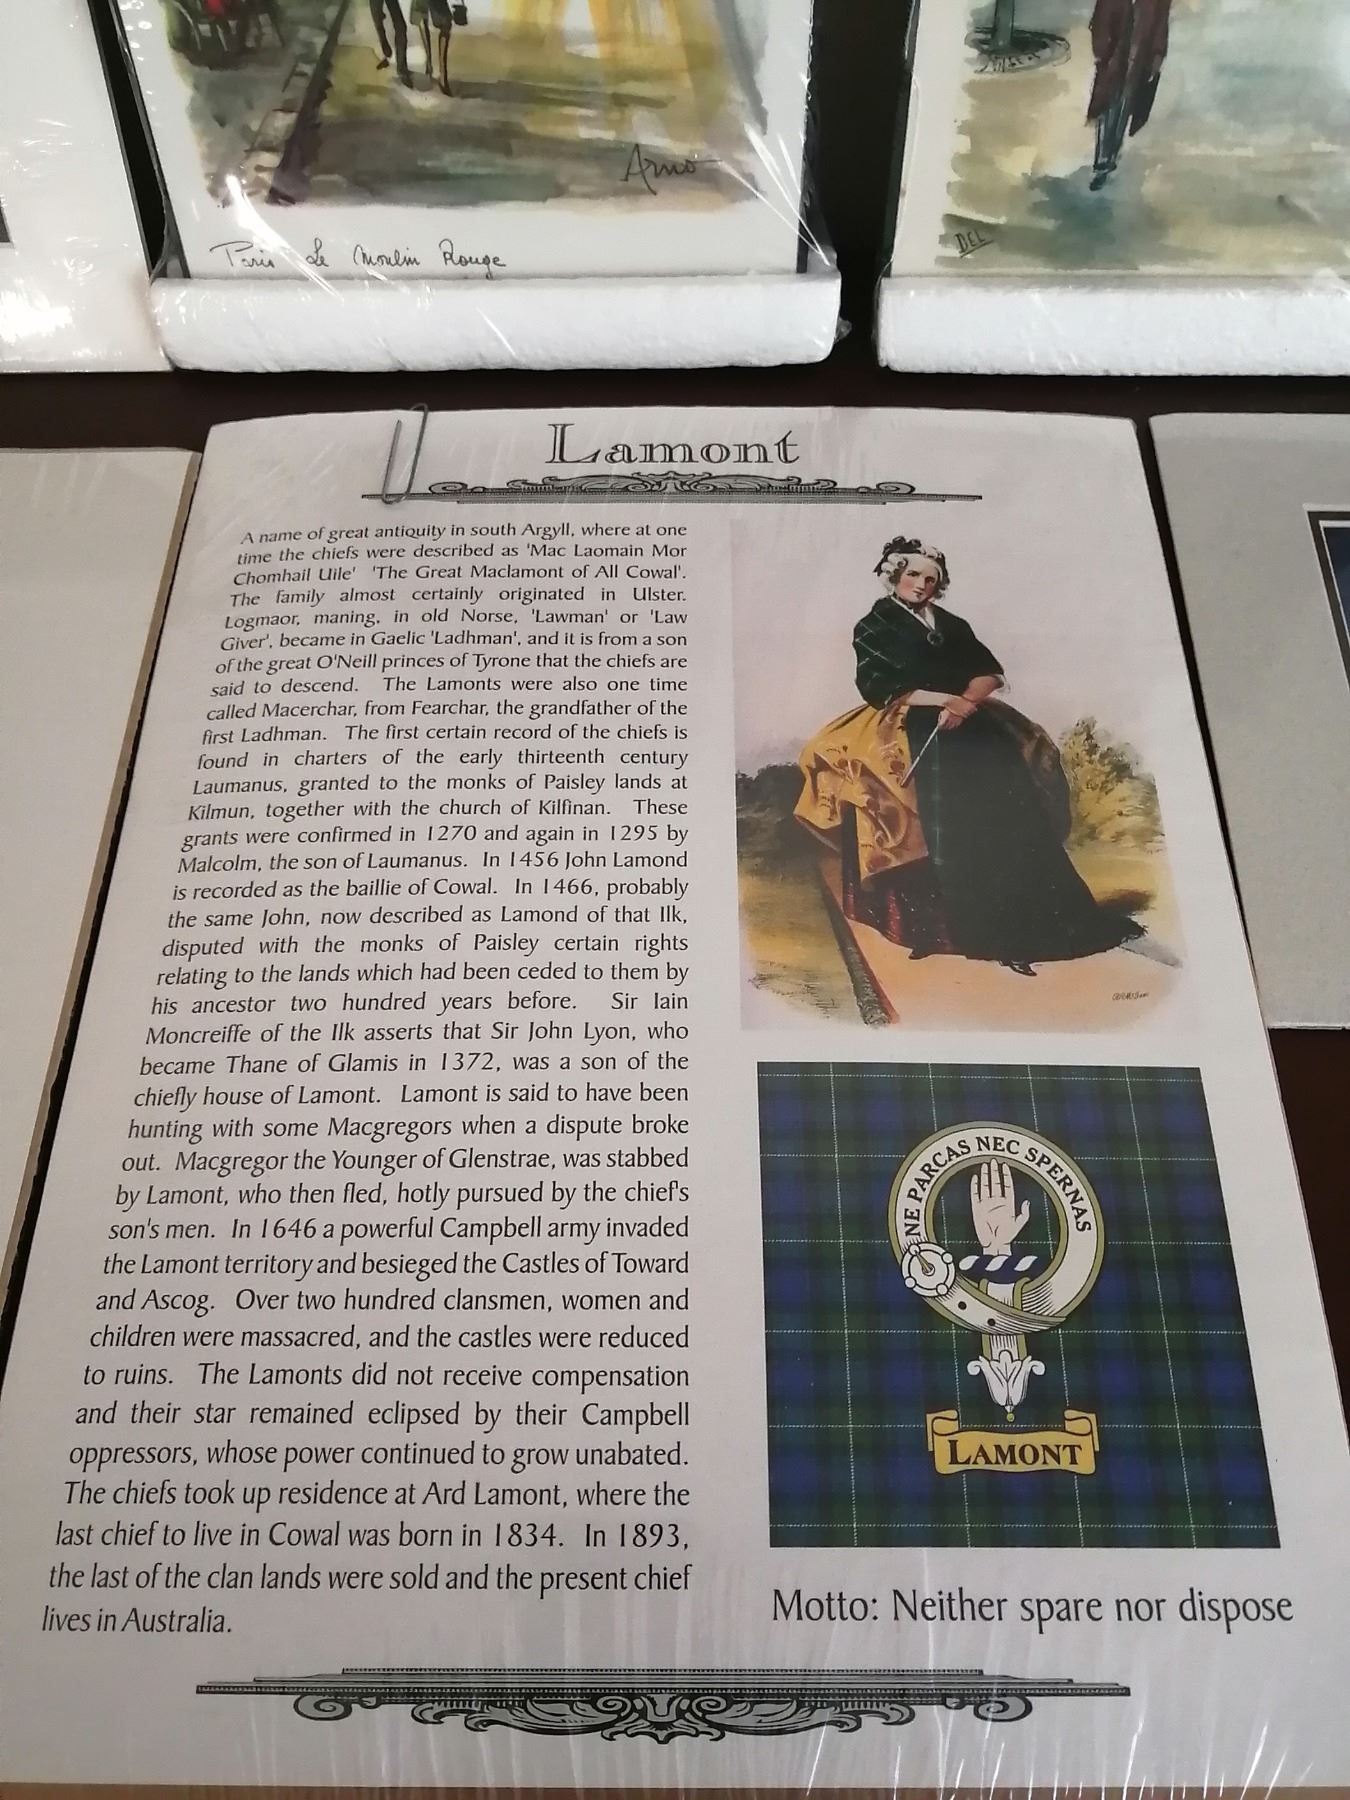 Arno
DEL
Paris Le Moulin Rouge
Lamont
A name of great antiquity in south Argyll, where at one
time the chiefs were described as 'Mac Laomain Mor
Chomhail Uile' 'The Great Maclamont of All Cowal'.
The family almost certainly originated in Ulster.
Logmaor, maning, in old Norse, 'Lawman' or 'Law
Giver', became in Gaelic 'Ladhman', and it is from a son
of the great O'Neill princes of Tyrone that the chiefs are
said to descend. The Lamonts were also one time
called Macerchar, from Fearchar, the grandfather of the
first Ladhman. The first certain record of the chiefs is
found in charters of the early thirteenth century
Laumanus, granted to the monks of Paisley lands at
Kilmun, together with the church of Kilfinan. These
grants were confirmed in 1270 and again in 1295 by
Malcolm, the son of Laumanus. In 1456 John Lamond
is recorded as the baillie of Cowal. In 1466, probably
the same John, now described as Lamond of that Ilk,
disputed with the monks of Paisley certain rights
relating to the lands which had been ceded to them by
his ancestor two hundred years before. Sir Iain
Moncreiffe of the Ilk asserts that Sir John Lyon, who
became Thane of Glamis in 1372, was a son of the
chiefly house of Lamont. Lamont is said to have been
hunting with some Macgregors when a dispute broke
out. Macgregor the Younger of Glenstrae, was stabbed
by Lamont, who then fled, hotly pursued by the chief's
son's men. In 1646 a powerful Campbell army invaded
the Lamont territory and besieged the Castles of Toward
and Ascog. Over two hundred clansmen, women and
children were massacred, and the castles were reduced
to ruins. The Lamonts did not receive compensation
and their star remained eclipsed by their Campbell
oppressors, whose power continued to grow unabated.
The chiefs took up residence at Ard Lamont, where the
last chief to live in Cowal was born in 1834. In 1893,
the last of the clan lands were sold and the present chief
lives in Australia.
NE PARCAS NEC SPERNAS
LAMONT
Motto: Neither spare nor dispose